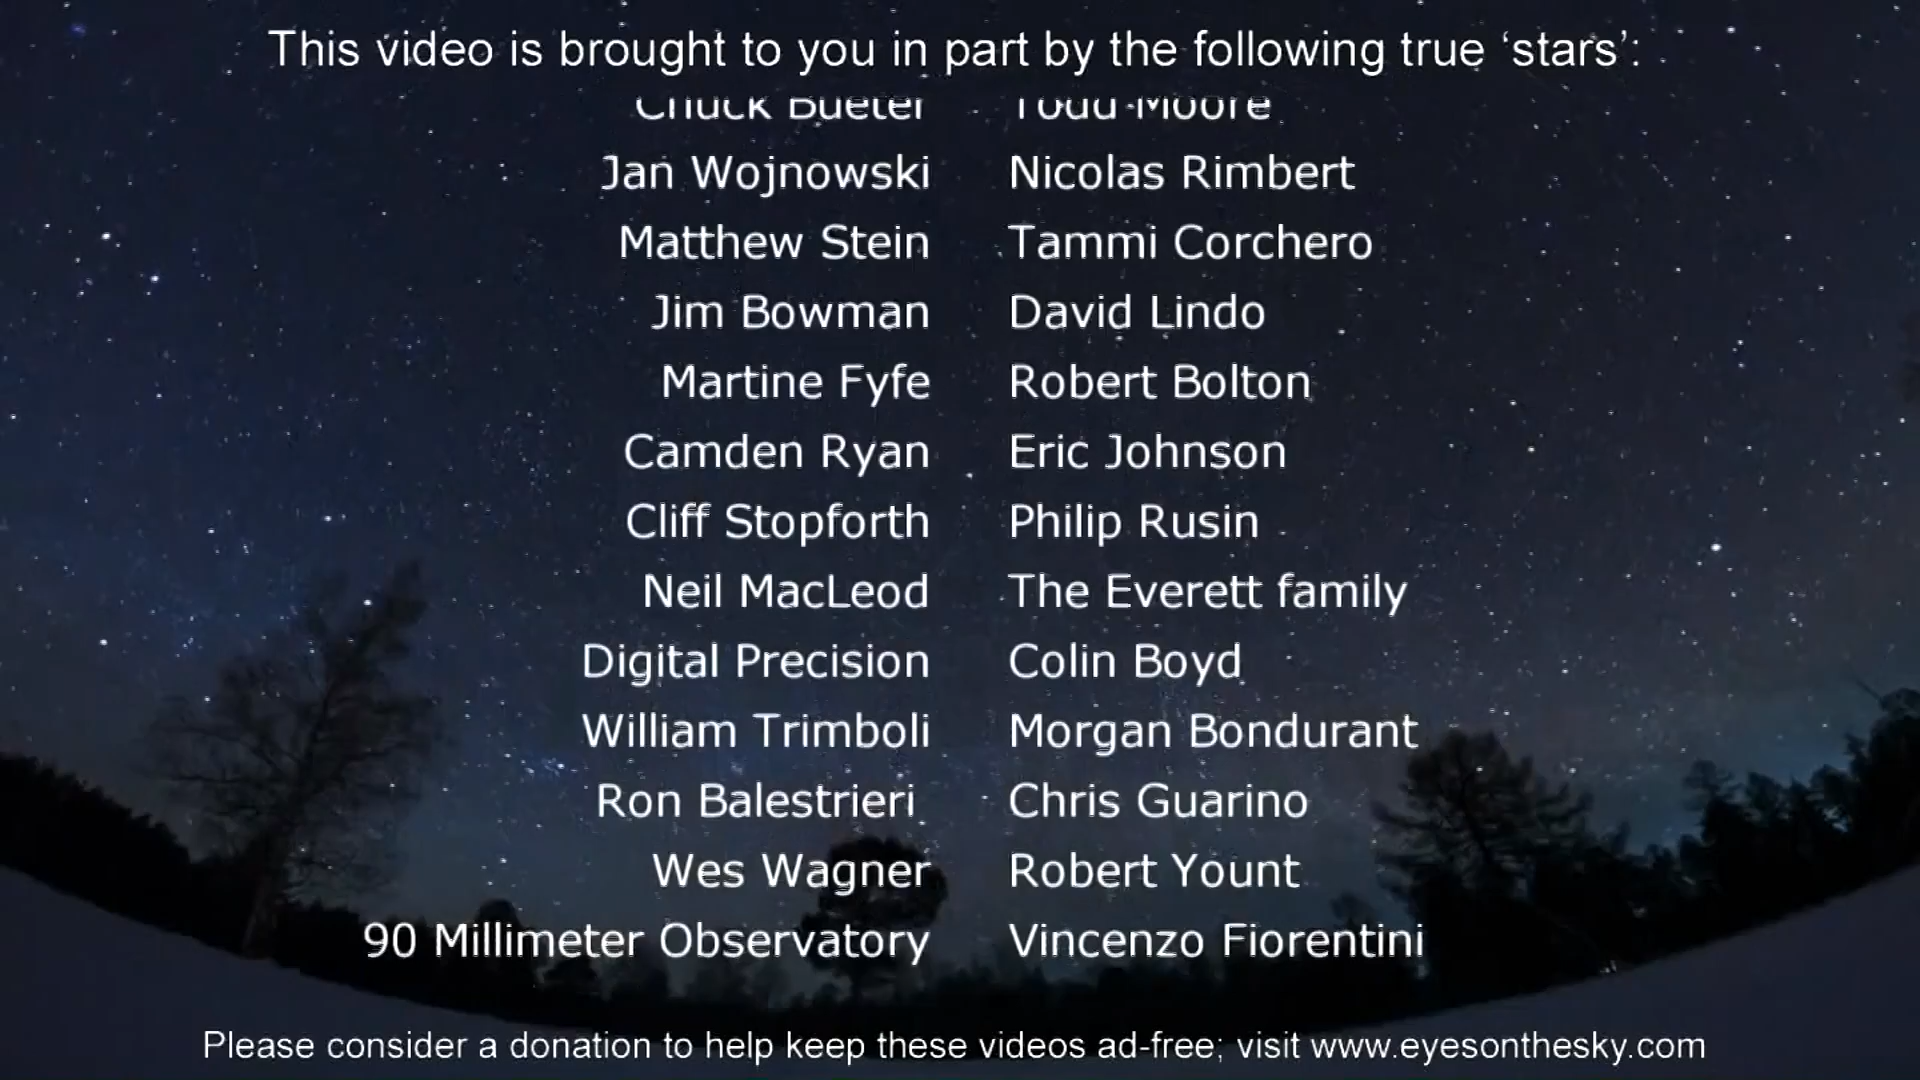 This video is brought to you in part by the following true ‘stars’:
Chuck Bueter Todd Moore
Jan Wojnowski Nicolas Rimbert
Matthew Stein Tammi Corchero
Jim Bowman David Lindo
Martine Fyfe Robert Bolton
Camden Ryan Eric Johnson
Cliff Stopforth Philip Rusin
Neil MacLeod The Everett family
Digital Precision Colin Boyd
William Trimboli Morgan Bondurant
Ron Balestrieri Chris Guarino
Wes Wagner Robert Yount
90 Millimeter Observatory Vincenzo Fiorentini
Please consider a donation to help keep these videos ad-free; visit www.eyesonthesky.com